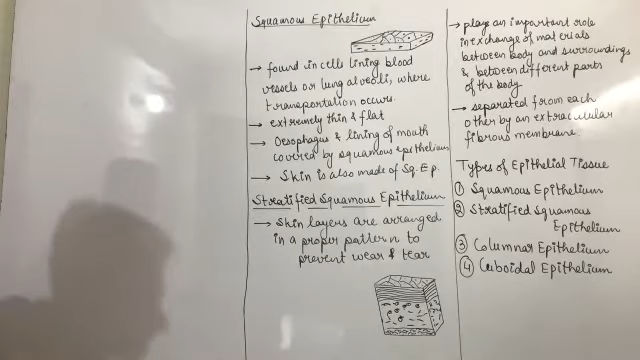 Squamous Epithelium
→ found in cells lining blood
vessels or lung alveoli, where
transportation occurs.
→ extremely thin & flat
→ Oesophagus & lining of mouth
covered by squamous epithelium
→ Skin is also made of Sq. Ep.
Stratified Squamous Epithelium
→ Skin layers are arranged
in a proper pattern to
prevent wear & tear
→ plays an important role
in exchange of materials
between body and surroundings
& between different parts
of the body
→ separated from each
other by an extracellular
fibrous membrane.
Types of Epithelial Tissue
① Squamous Epithelium
② Stratified Squamous
Epithelium
③ Columnar Epithelium
④ Cuboidal Epithelium